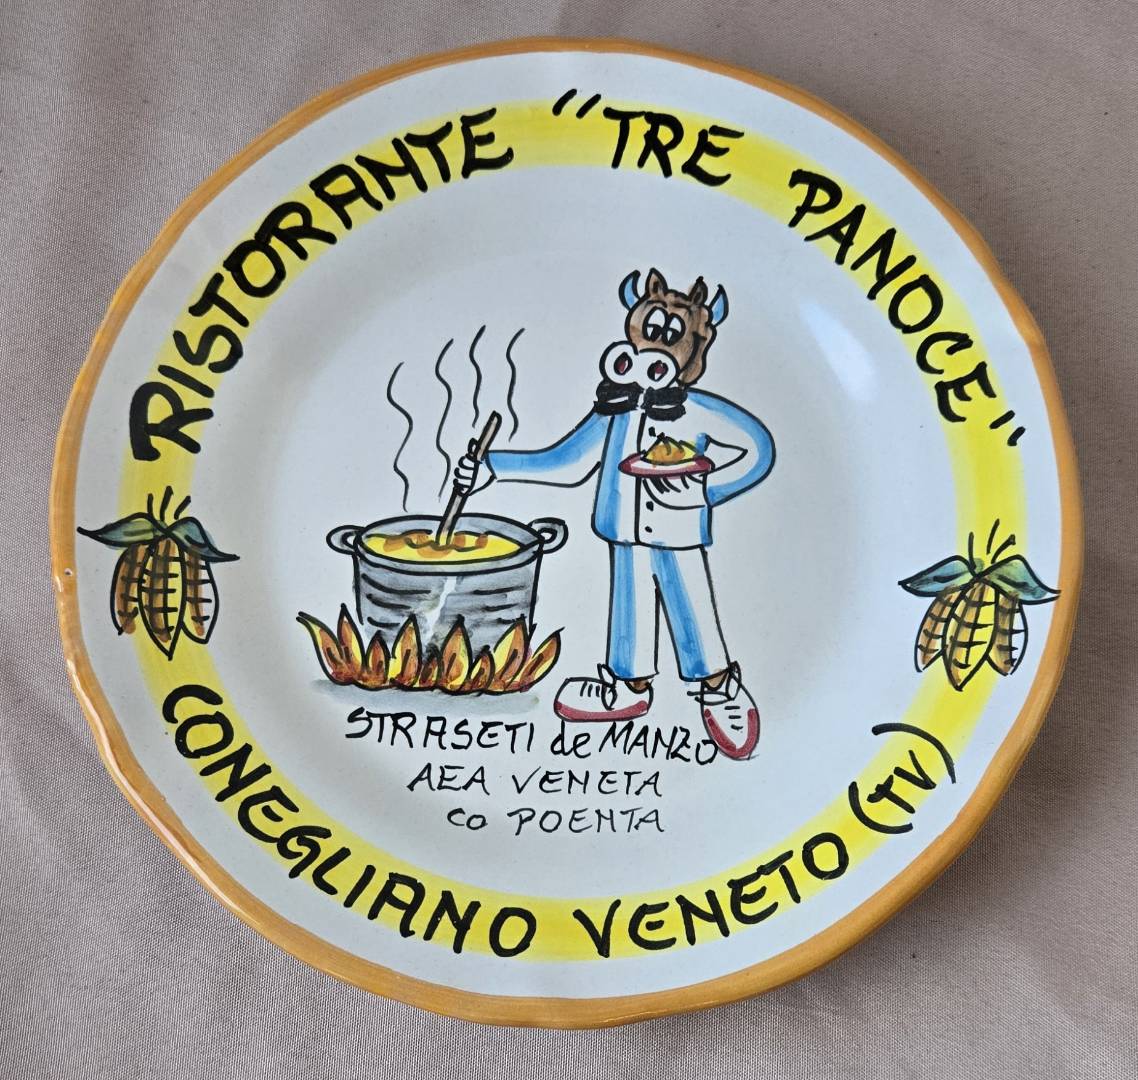 RISTORANTE "TRE PANOCE"
STRASETI de MANZO
AEA VENETA
CO POENTA
CONEGLIANO VENETO (TV)